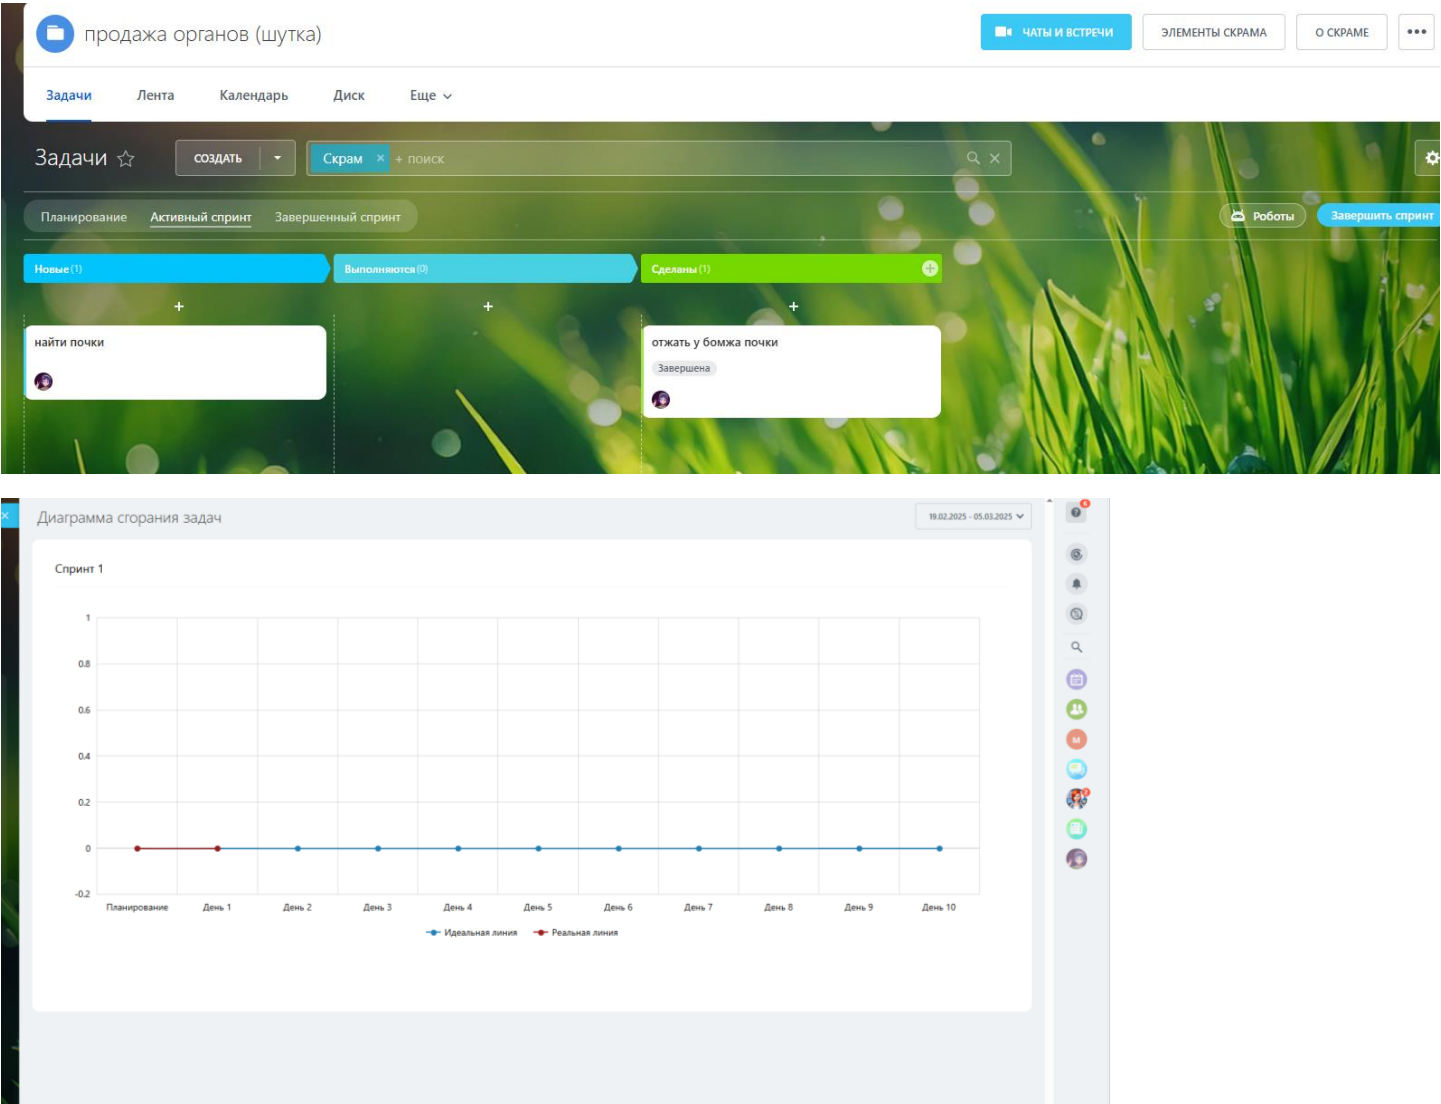 продажа органов (шутка)
ЧАТЫ И ВСТРЕЧИ
ЭЛЕМЕНТЫ СКРАМА
О СКРАМЕ
Задачи Лента Календарь Диск Еще
Задачи
СОЗДАТЬ
Скрам × + поиск
Планирование Активный спринт Завершенный спринт
Роботы
Завершить спринт
Новые (1)
Выполняются (0)
Сделаны (1)
+ + +
найти почки
отжать у бомжа почки
Завершена
Диаграмма сгорания задач
19.02.2025 - 05.03.2025
Спринт 1
1
0.8
0.6
0.4
0.2
0
-0.2
Планирование День 1 День 2 День 3 День 4 День 5 День 6 День 7 День 8 День 9 День 10
Идеальная линия Реальная линия
M